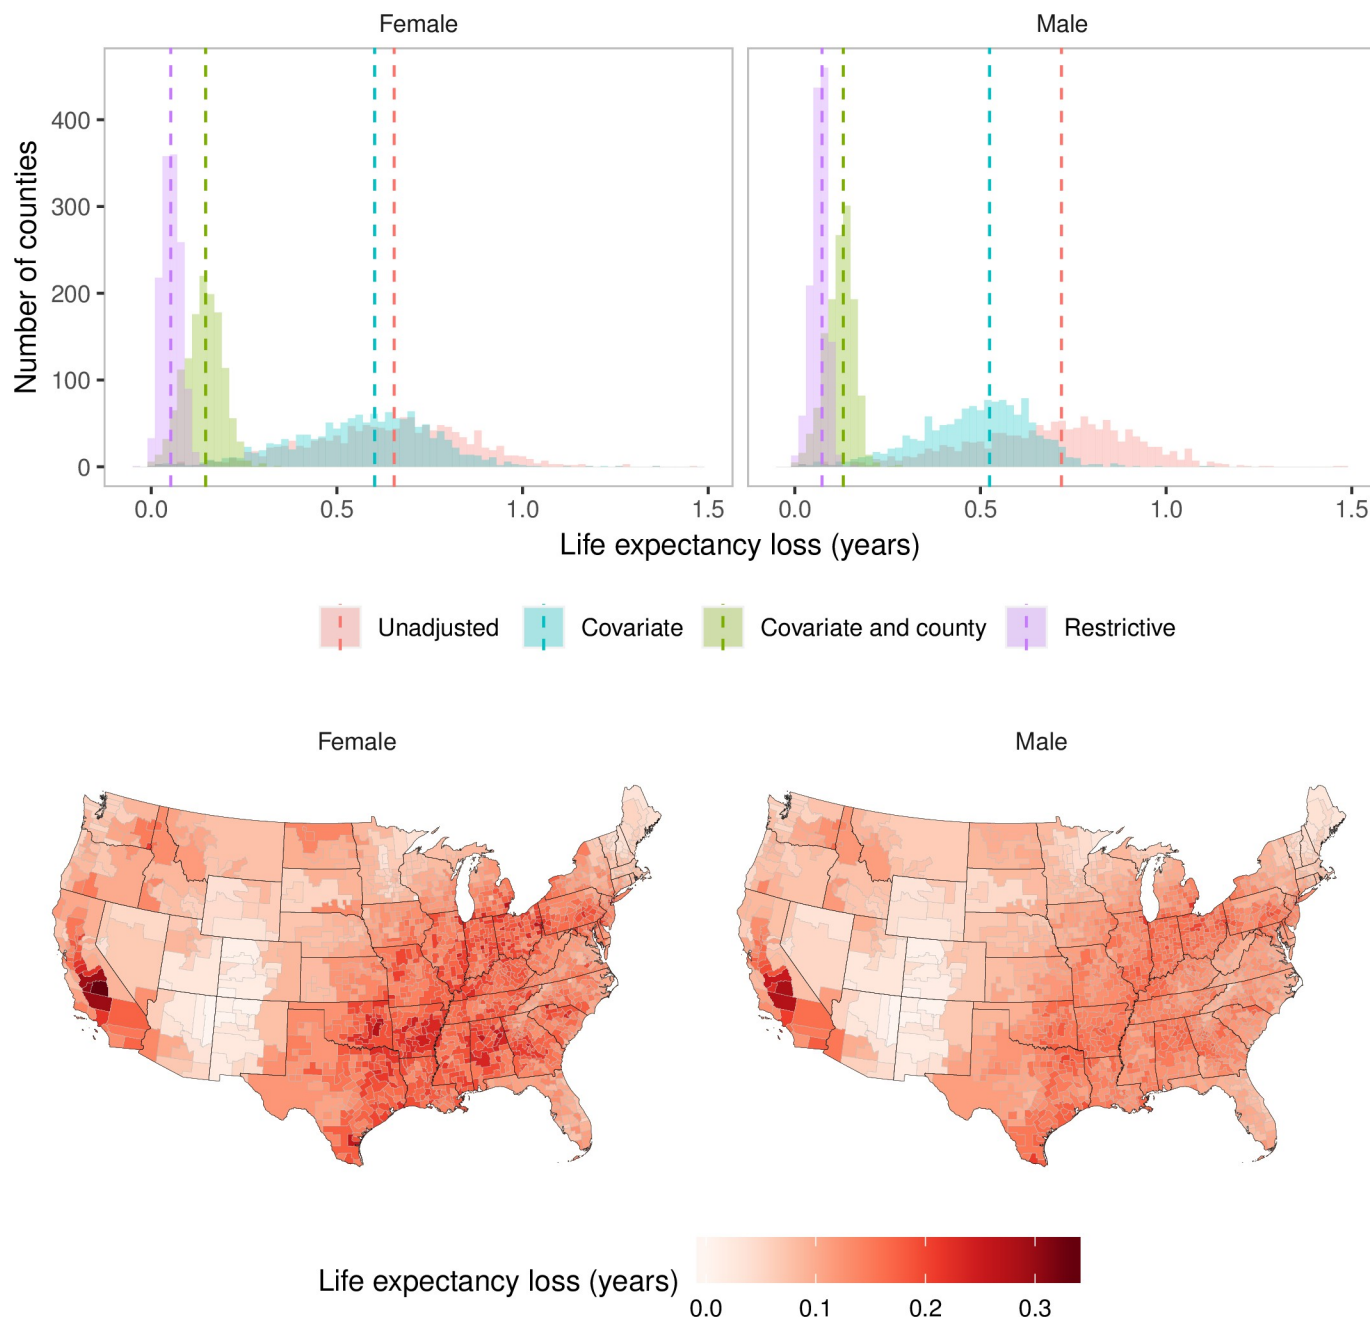 Female
Male
Number of counties
400
300
200
100
0
0.0 0.5 1.0 1.5
0.0 0.5 1.0 1.5
Life expectancy loss (years)
Unadjusted Covariate Covariate and county Restrictive
Female
Male
Life expectancy loss (years)
0.0 0.1 0.2 0.3